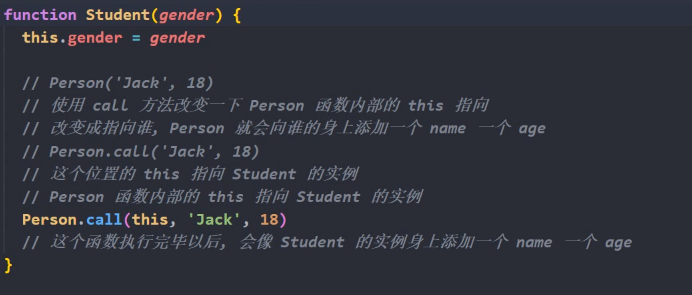 function Student(gender) {
this.gender = gender
// Person('Jack', 18)
// 使用 call 方法改变一下 Person 函数内部的 this 指向
// 改变成指向谁, Person 就会向谁的身上添加一个 name 一个 age
// Person.call('Jack', 18)
// 这个位置的 this 指向 Student 的实例
// Person 函数内部的 this 指向 Student 的实例
Person.call(this, 'Jack', 18)
// 这个函数执行完毕以后, 会像 Student 的实例身上添加一个 name 一个 age
}